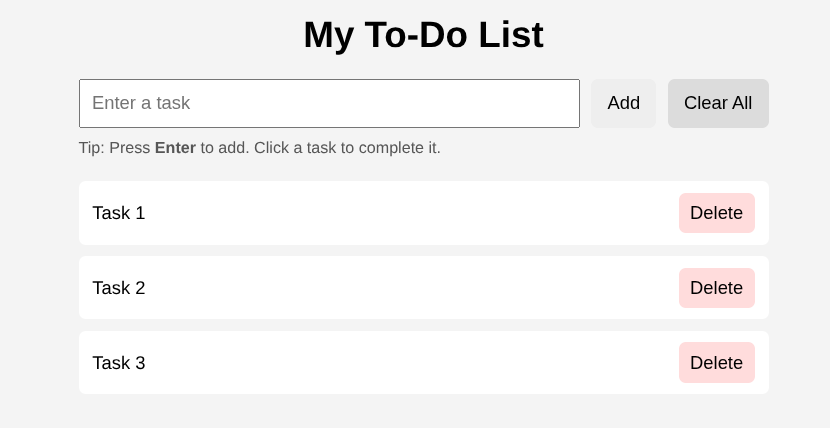 My To-Do List
Enter a task Add Clear All
Tip: Press Enter to add. Click a task to complete it.
Task 1 Delete
Task 2 Delete
Task 3 Delete